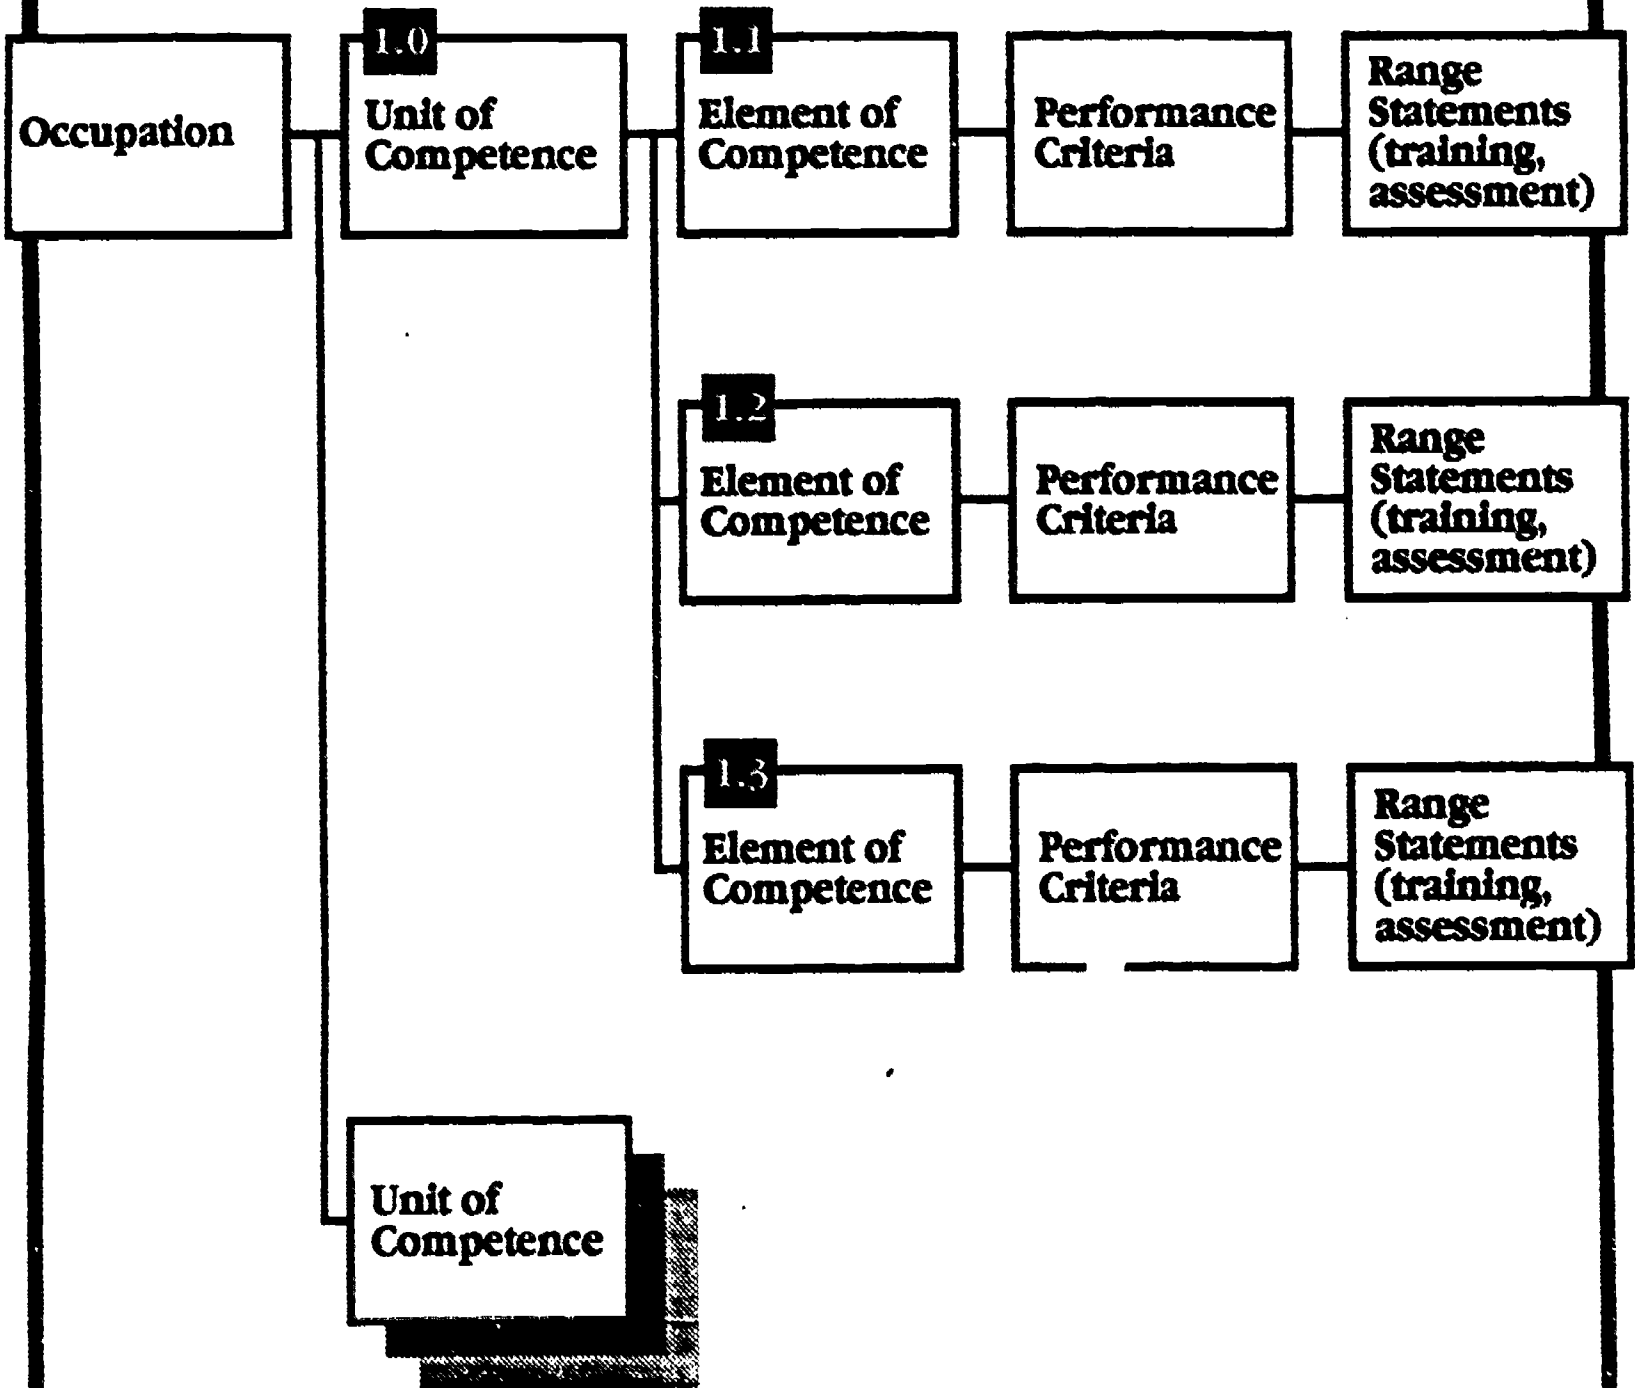 Occupation
1.0
Unit of
Competence
1.1
Element of
Competence
Performance
Criteria
Range
Statements
(training,
assessment)
1.2
Element of
Competence
Performance
Criteria
Range
Statements
(training,
assessment)
1.3
Element of
Competence
Performance
Criteria
Range
Statements
(training,
assessment)
Unit of
Competence